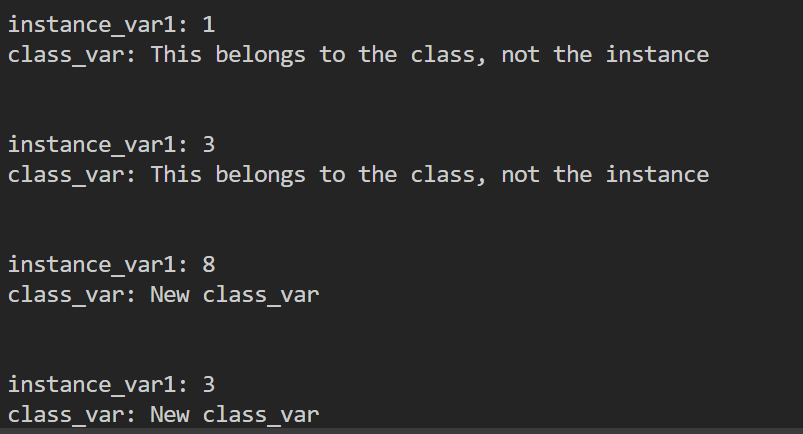 instance_var1: 1
class_var: This belongs to the class, not the instance
instance_var1: 3
class_var: This belongs to the class, not the instance
instance_var1: 8
class_var: New class_var
instance_var1: 3
class_var: New class_var